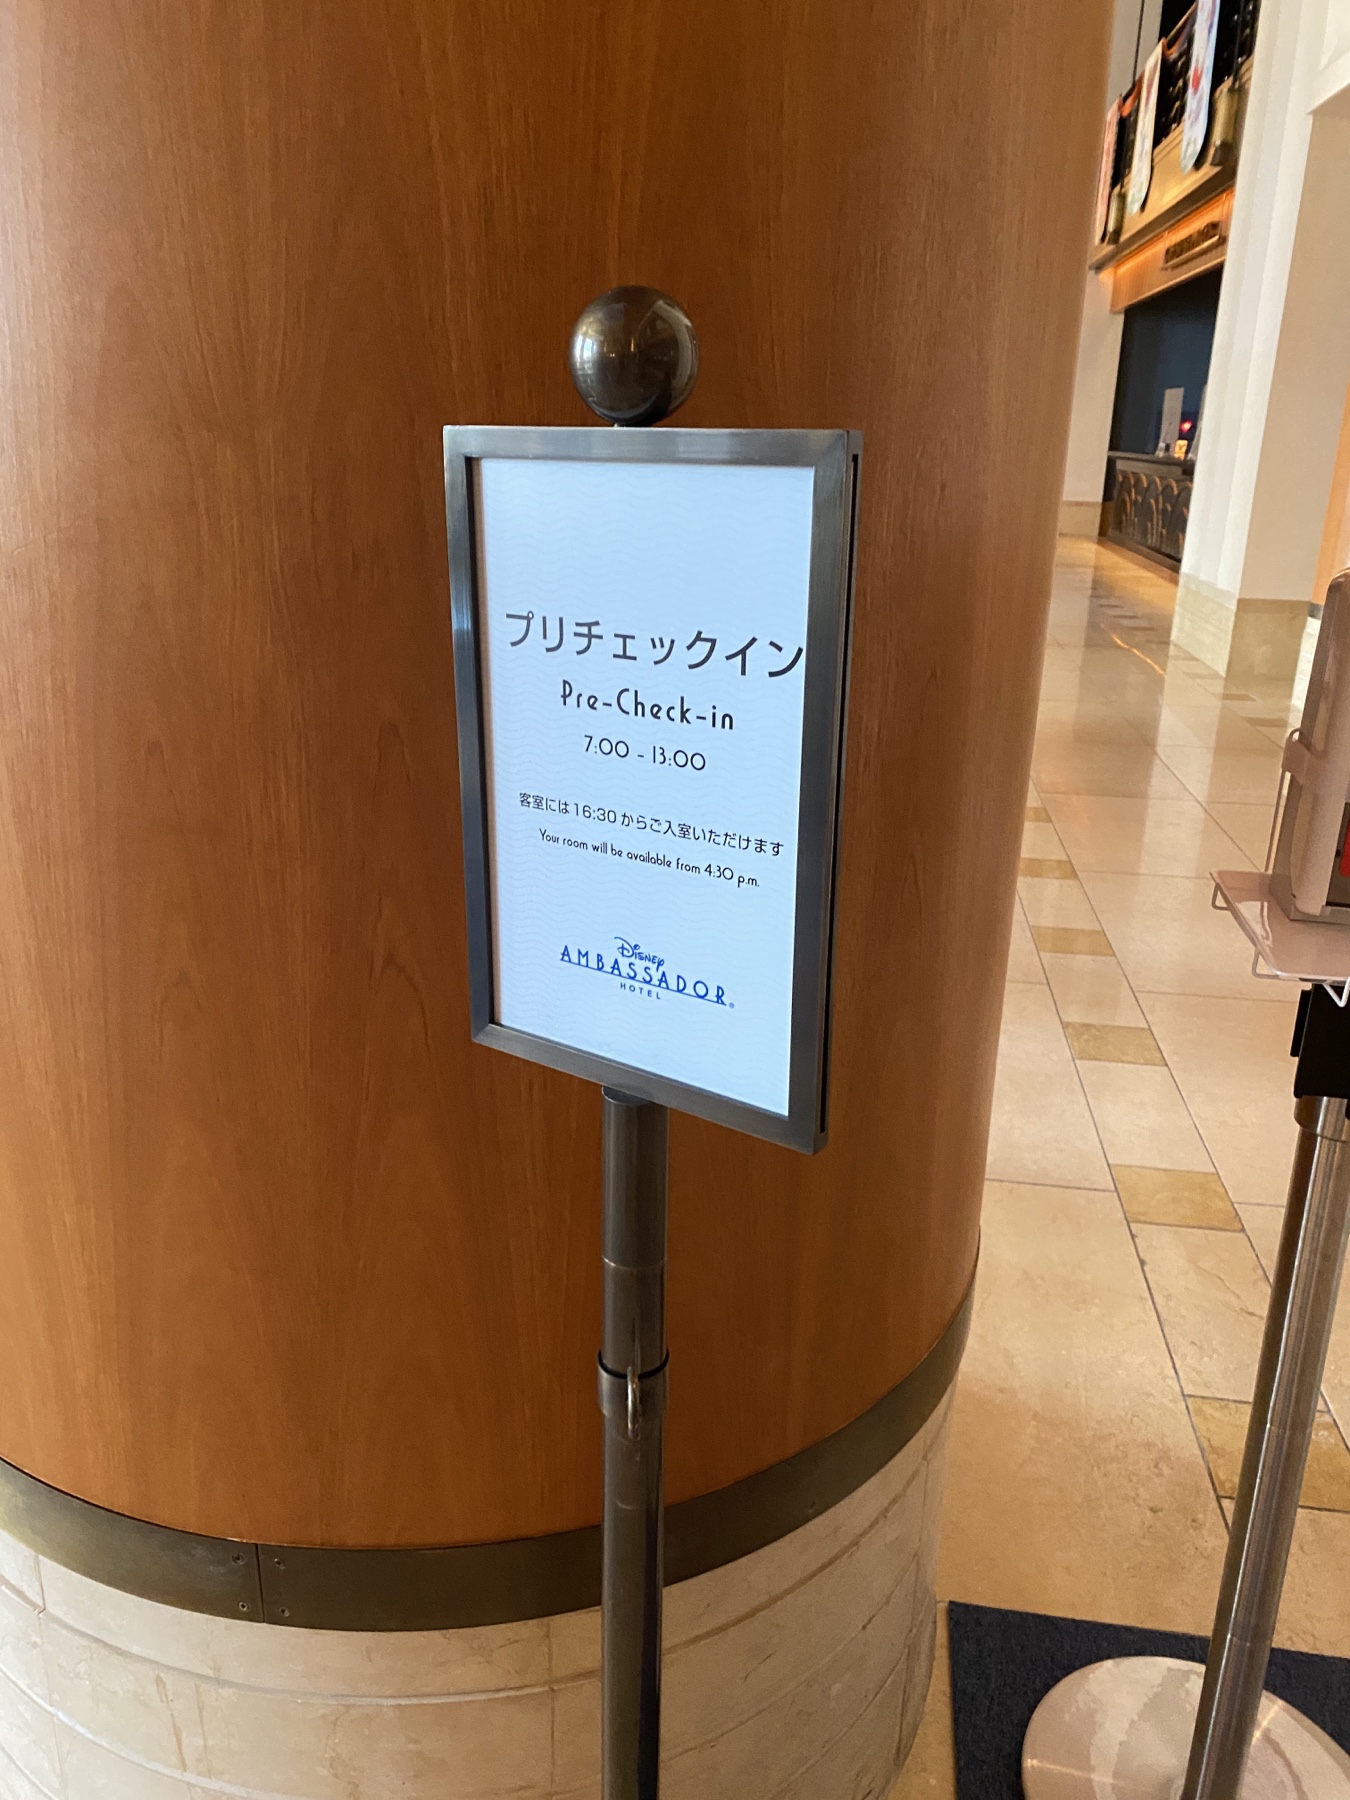 プリチェックイン
Pre-Check-in
7:00 - 13:00
客室には16:30からご入室いただけます
Your room will be available from 4:30 p.m.
Disney
AMBASSADOR®
HOTEL